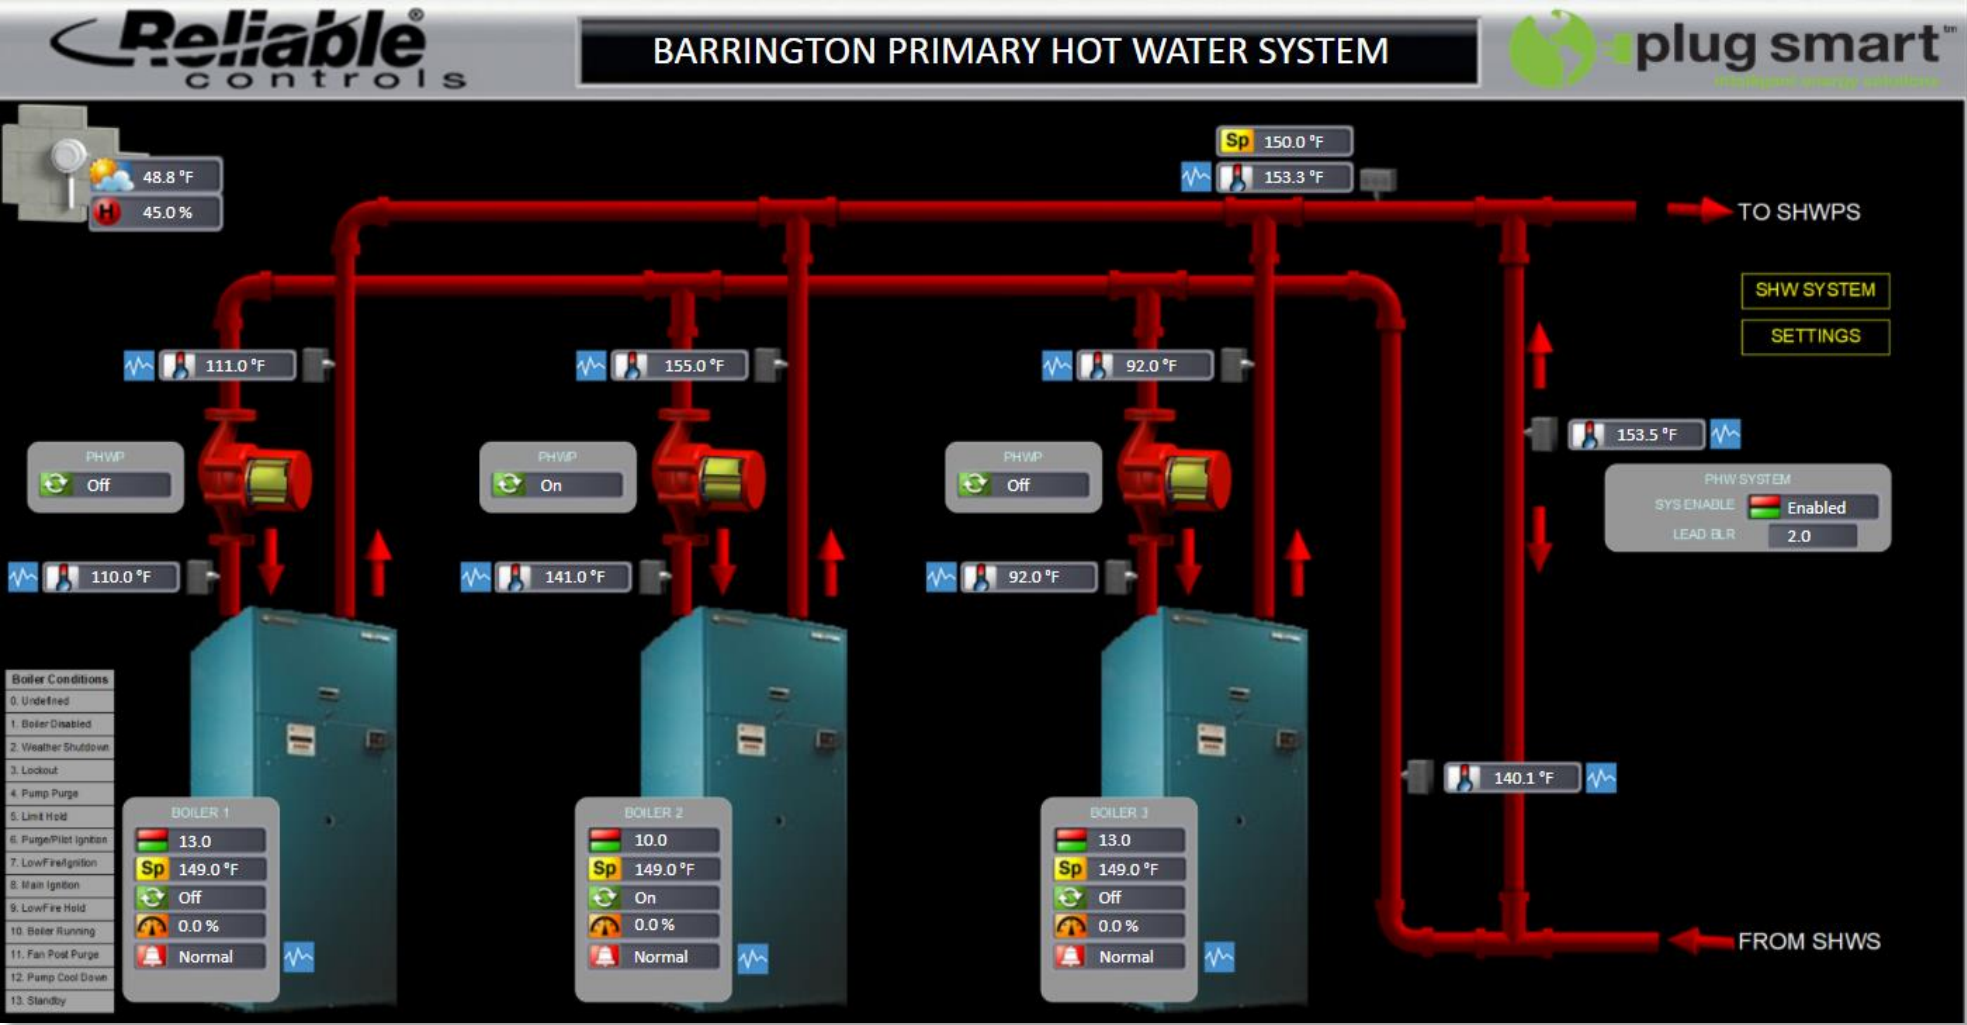 Reliable®
controls
BARRINGTON PRIMARY HOT WATER SYSTEM
plug smart™
intelligent energy solutions
48.8 °F
H 45.0 %
Sp 150.0 °F
153.3 °F
TO SHWPS
SHW SYSTEM
SETTINGS
111.0 °F
155.0 °F
92.0 °F
153.5 °F
PHWP
Off
PHWP
On
PHWP
Off
PHW SYSTEM
SYS ENABLE Enabled
LEAD BLR 2.0
110.0 °F
141.0 °F
92.0 °F
140.1 °F
Boiler Conditions
0. Undefined
1. Boiler Disabled
2. Weather Shutdown
3. Lockout
4. Pump Purge
5. Limit Hold
6. Purge/Pilot Ignition
7. LowFire/Ignition
8. Main Ignition
9. LowFire Hold
10. Boiler Running
11. Fan Post Purge
12. Pump Cool Down
13. Standby
BOILER 1
13.0
Sp 149.0 °F
Off
0.0 %
Normal
BOILER 2
10.0
Sp 149.0 °F
On
0.0 %
Normal
BOILER 3
13.0
Sp 149.0 °F
Off
0.0 %
Normal
FROM SHWS